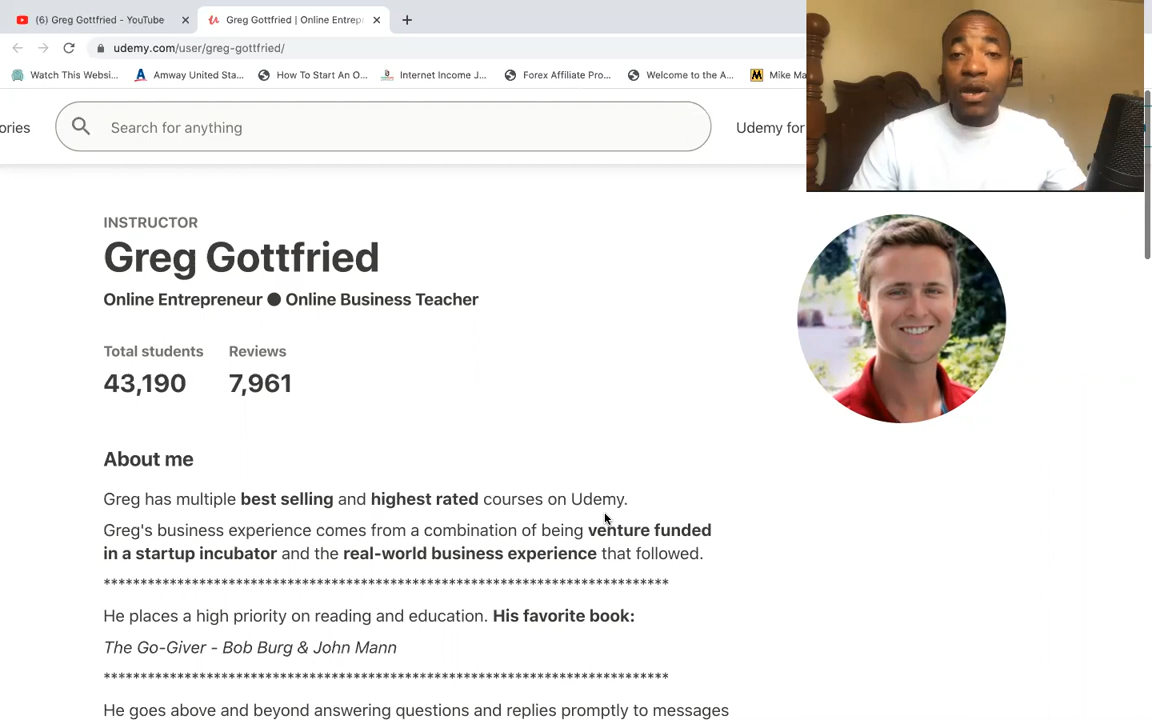 (6) Greg Gottfried - YouTube
Greg Gottfried | Online Entrep
udemy.com/user/greg-gottfried/
Watch This Websi...
Amway United Sta...
How To Start An O...
Internet Income J...
Forex Affiliate Pro...
Welcome to the A...
Mike Ma
ories
Search for anything
Udemy for
INSTRUCTOR
Greg Gottfried
Online Entrepreneur ● Online Business Teacher
Total students Reviews
43,190 7,961
About me
Greg has multiple best selling and highest rated courses on Udemy.
Greg's business experience comes from a combination of being venture funded
in a startup incubator and the real-world business experience that followed.
******************************************************************************
He places a high priority on reading and education. His favorite book:
The Go-Giver - Bob Burg & John Mann
******************************************************************************
He goes above and beyond answering questions and replies promptly to messages